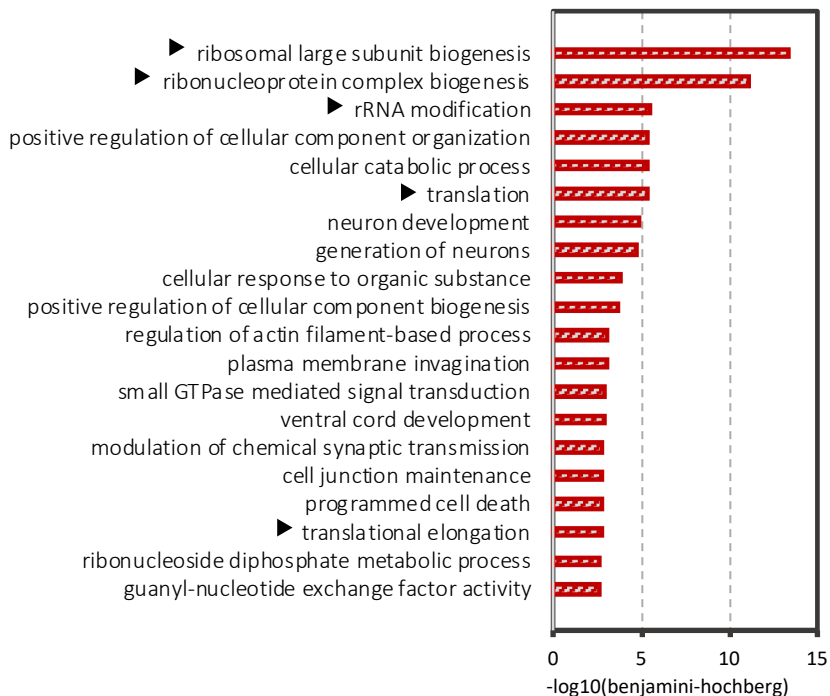 ▶ ribosomal large subunit biogenesis
▶ ribonucleoprotein complex biogenesis
▶ rRNA modification
positive regulation of cellular component organization
cellular catabolic process
▶ translation
neuron development
generation of neurons
cellular response to organic substance
positive regulation of cellular component biogenesis
regulation of actin filament-based process
plasma membrane invagination
small GTPase mediated signal transduction
ventral cord development
modulation of chemical synaptic transmission
cell junction maintenance
programmed cell death
▶ translational elongation
ribonucleoside diphosphate metabolic process
guanyl-nucleotide exchange factor activity
0 5 10 15
-log10(benjamini-hochberg)